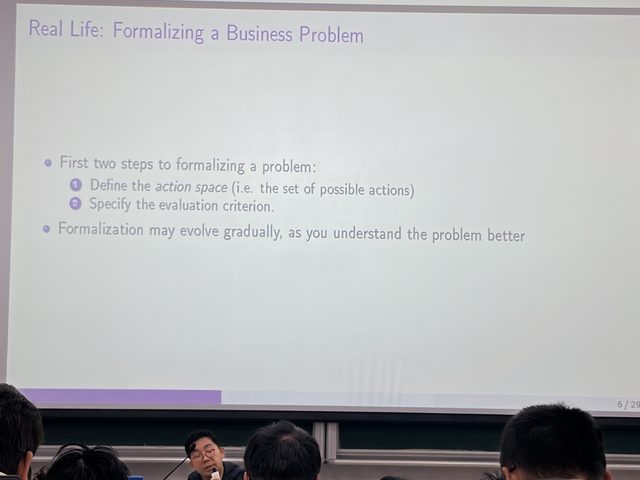 Real Life: Formalizing a Business Problem
First two steps to formalizing a problem:
1 Define the action space (i.e. the set of possible actions)
2 Specify the evaluation criterion.
Formalization may evolve gradually, as you understand the problem better
6 / 29